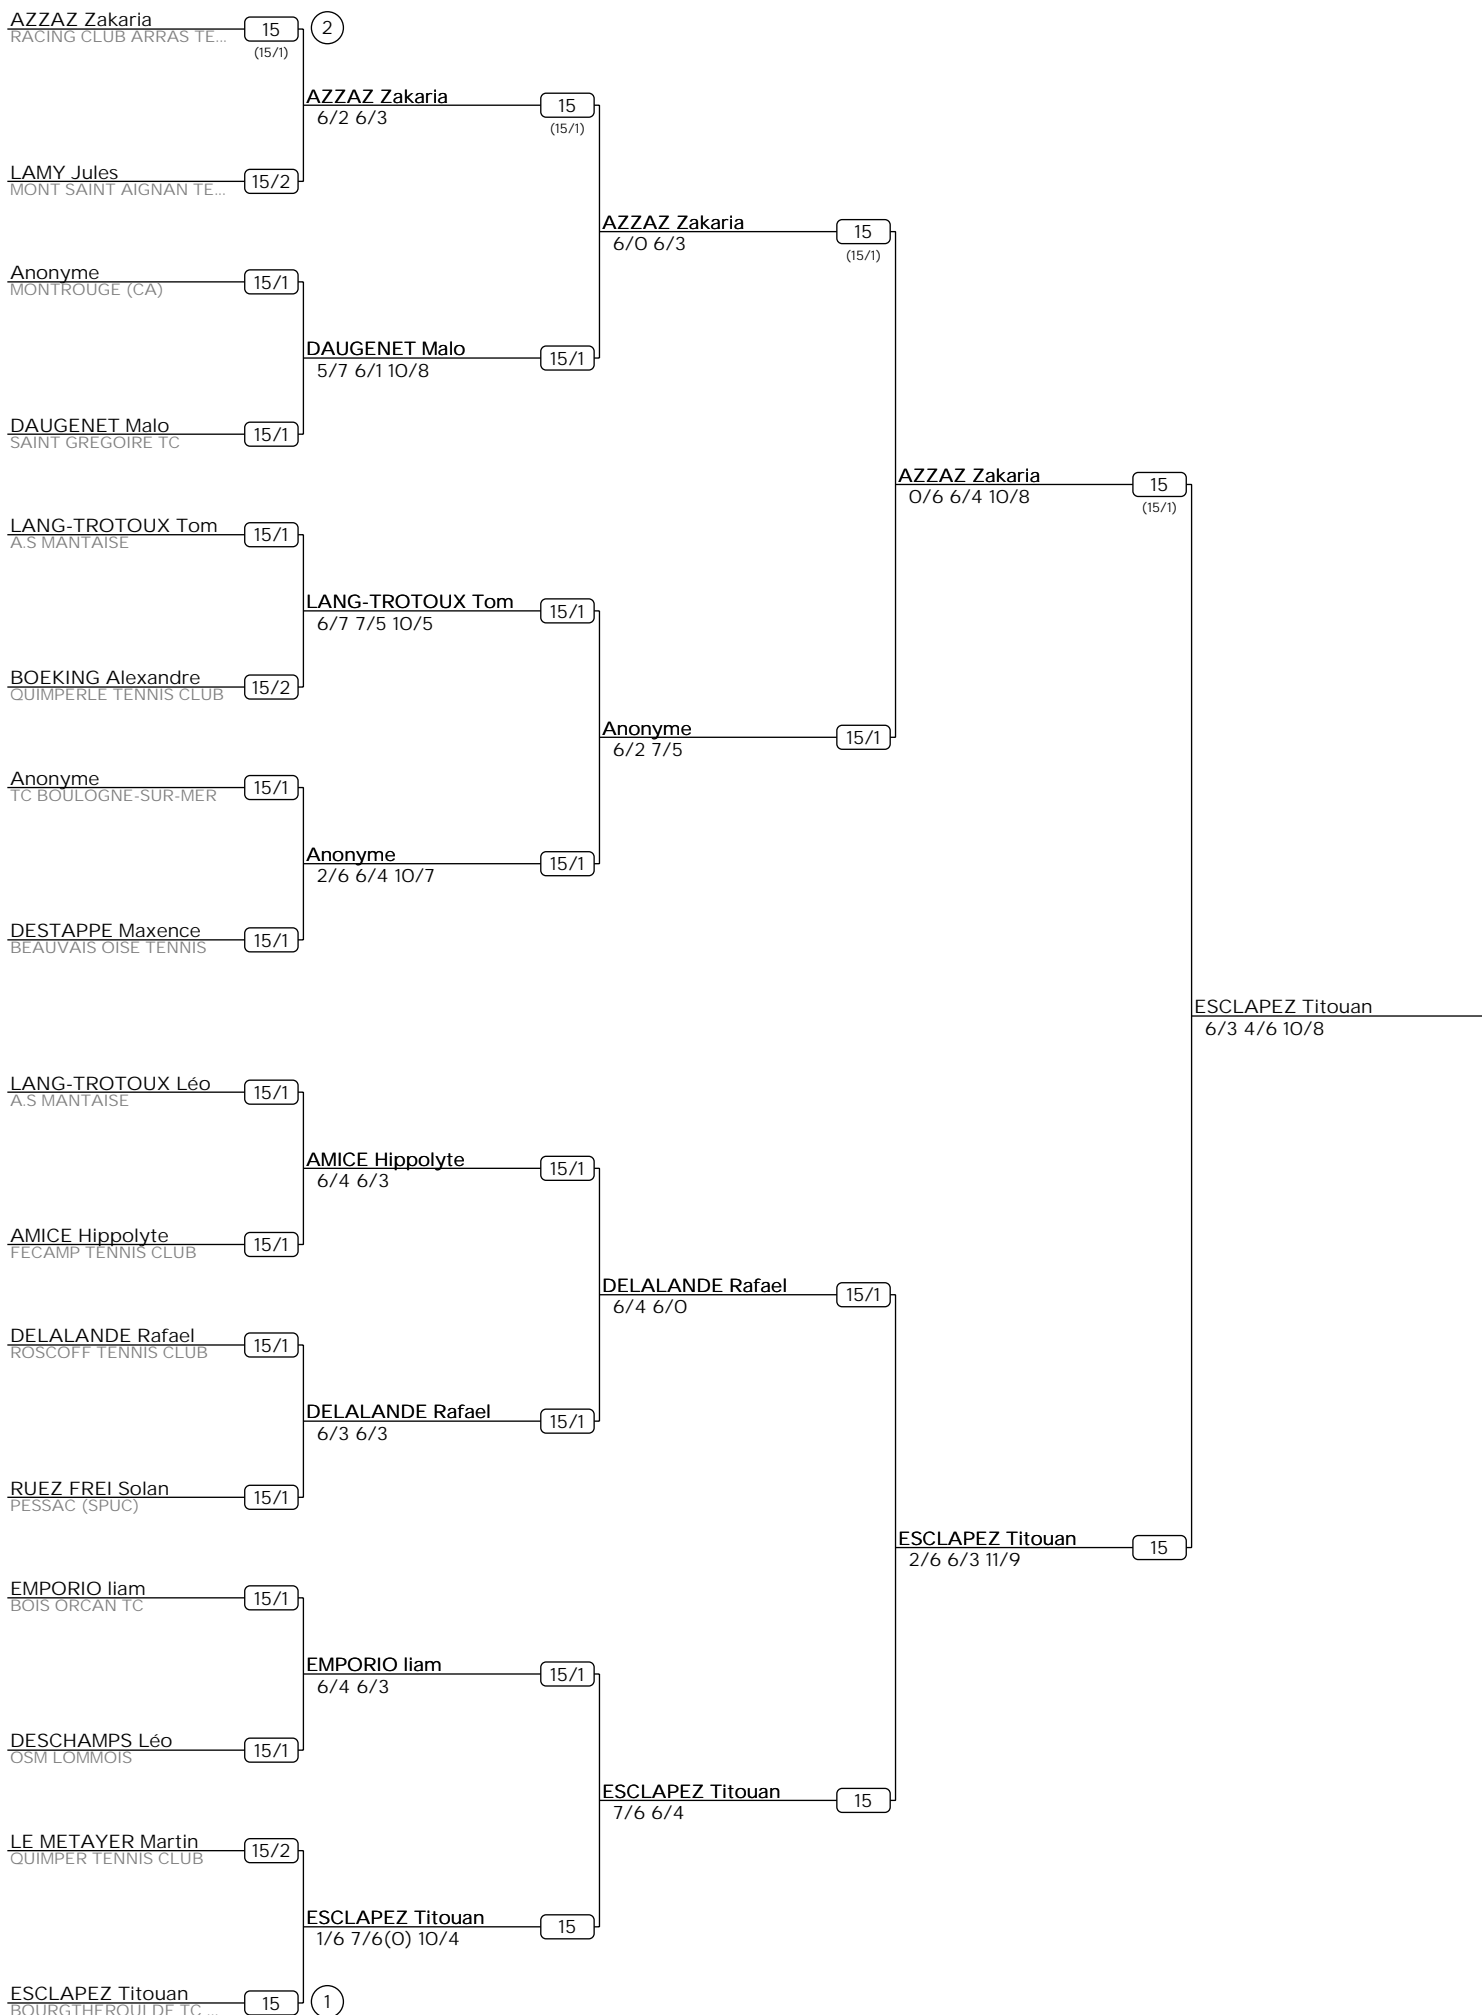 AZZAZ Zakaria
RACING CLUB ARRAS TE...
15
2
(15/1)
AZZAZ Zakaria
15
6/2 6/3
(15/1)
LAMY Jules
MONT SAINT AIGNAN TE...
15/2
AZZAZ Zakaria
15
6/0 6/3
(15/1)
Anonyme
MONTROUGE (CA)
15/1
DAUGENET Malo
15/1
5/7 6/1 10/8
DAUGENET Malo
SAINT GREGOIRE TC
15/1
AZZAZ Zakaria
15
0/6 6/4 10/8
(15/1)
LANG-TROTOUX Tom
A.S MANTAISE
15/1
LANG-TROTOUX Tom
15/1
6/7 7/5 10/5
BOEKING Alexandre
QUIMPERLE TENNIS CLUB
15/2
Anonyme
15/1
6/2 7/5
Anonyme
TC BOULOGNE-SUR-MER
15/1
Anonyme
15/1
2/6 6/4 10/7
DESTAPPE Maxence
BEAUVAIS OISE TENNIS
15/1
ESCLAPEZ Titouan
6/3 4/6 10/8
LANG-TROTOUX Léo
A.S MANTAISE
15/1
AMICE Hippolyte
15/1
6/4 6/3
AMICE Hippolyte
FECAMP TENNIS CLUB
15/1
DELALANDE Rafael
15/1
6/4 6/0
DELALANDE Rafael
ROSCOFF TENNIS CLUB
15/1
DELALANDE Rafael
15/1
6/3 6/3
RUEZ FREI Solan
PESSAC (SPUC)
15/1
ESCLAPEZ Titouan
15
2/6 6/3 11/9
EMPORIO liam
BOIS ORCAN TC
15/1
EMPORIO liam
15/1
6/4 6/3
DESCHAMPS Léo
OSM LOMMOIS
15/1
ESCLAPEZ Titouan
15
7/6 6/4
LE METAYER Martin
QUIMPER TENNIS CLUB
15/2
ESCLAPEZ Titouan
15
1/6 7/6(0) 10/4
ESCLAPEZ Titouan
BOURGTHEROULDE TC ...
15
1